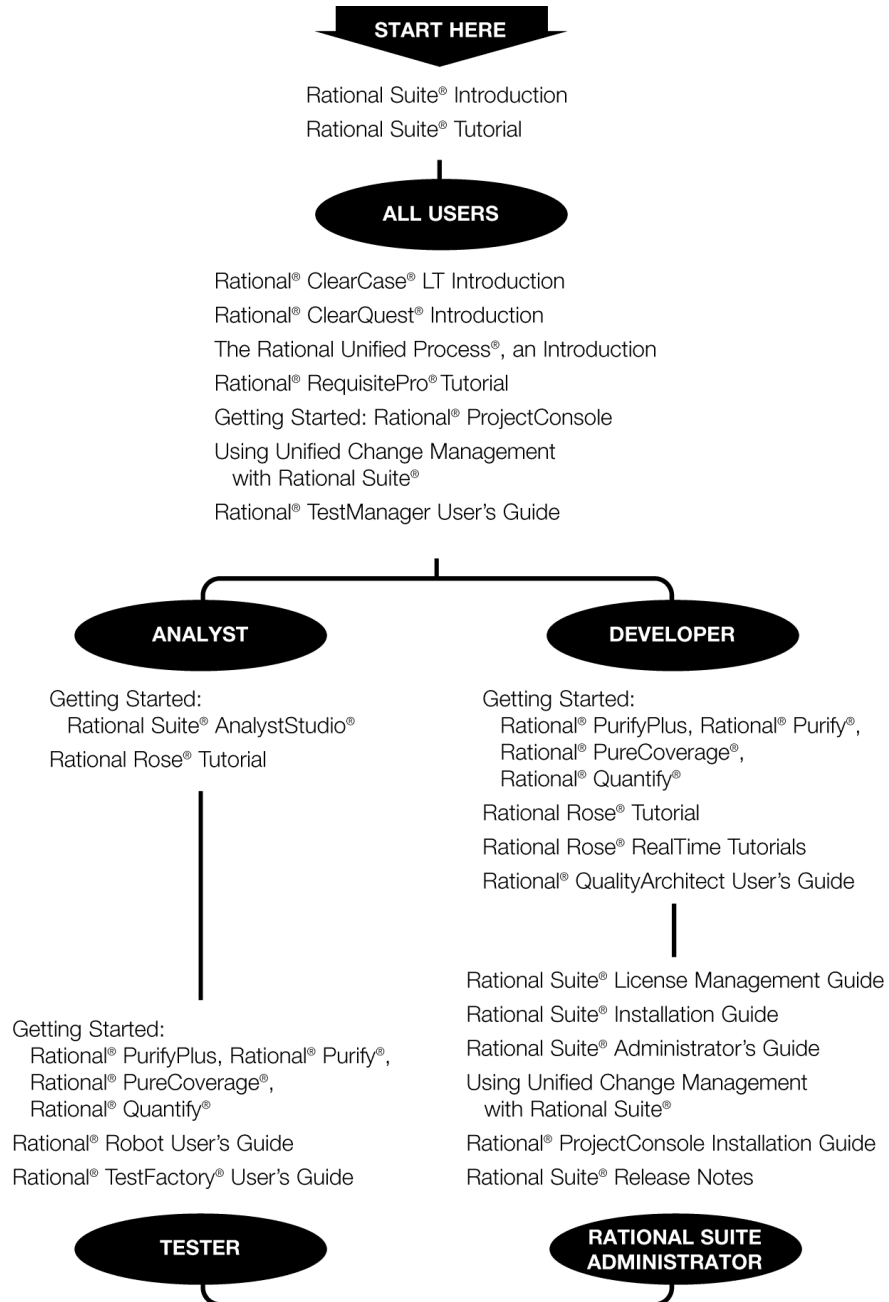 START HERE
Rational Suite® Introduction
Rational Suite® Tutorial
ALL USERS
Rational® ClearCase® LT Introduction
Rational® ClearQuest® Introduction
The Rational Unified Process®, an Introduction
Rational® RequisitePro® Tutorial
Getting Started: Rational® ProjectConsole
Using Unified Change Management
with Rational Suite®
Rational® TestManager User’s Guide
ANALYST
Getting Started:
Rational Suite® AnalystStudio®
Rational Rose® Tutorial
DEVELOPER
Getting Started:
Rational® PurifyPlus, Rational® Purify®,
Rational® PureCoverage®,
Rational® Quantify®
Rational Rose® Tutorial
Rational Rose® RealTime Tutorials
Rational® QualityArchitect User’s Guide
Getting Started:
Rational® PurifyPlus, Rational® Purify®,
Rational® PureCoverage®,
Rational® Quantify®
Rational® Robot User’s Guide
Rational® TestFactory® User’s Guide
TESTER
Rational Suite® License Management Guide
Rational Suite® Installation Guide
Rational Suite® Administrator’s Guide
Using Unified Change Management
with Rational Suite®
Rational® ProjectConsole Installation Guide
Rational Suite® Release Notes
RATIONAL SUITE
ADMINISTRATOR